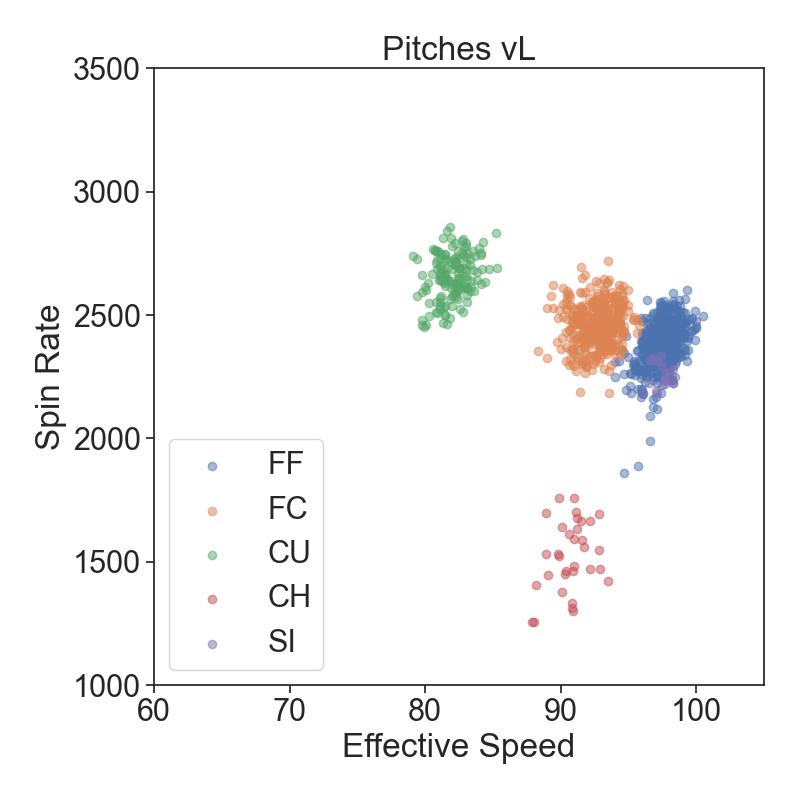 Pitches vL
3500
3000
2500
2000
1500
1000
Spin Rate
FF
FC
CU
CH
SI
60 70 80 90 100
Effective Speed